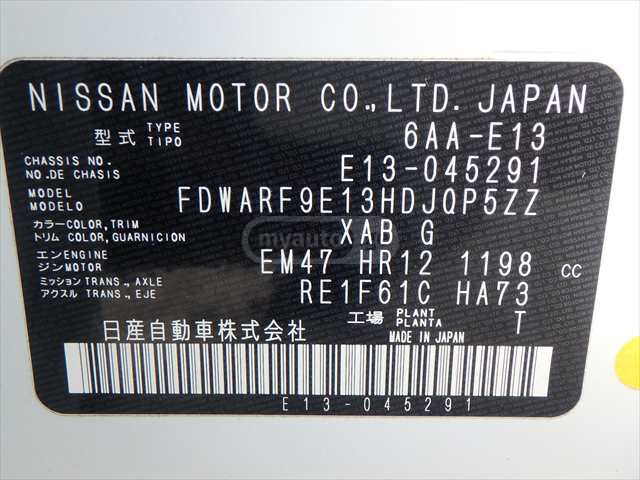 NISSAN MOTOR CO.,LTD. JAPAN
型式 TYPE TIPO 6AA-E13
CHASSIS NO. NO.DE CHASIS E13-045291
MODEL MODELO FDWARF9E13HDJQP5ZZ
カラー COLOR, TRIM トリム COLOR, GUARNICION XAB G
エンENGINE ジンMOTOR EM47 HR12 1198 CC
ミッション TRANS., AXLE アクスル TRANS., EJE RE1F61C HA73
工場 PLANT PLANTA T
日産自動車株式会社 MADE IN JAPAN
E13-045291
myauto